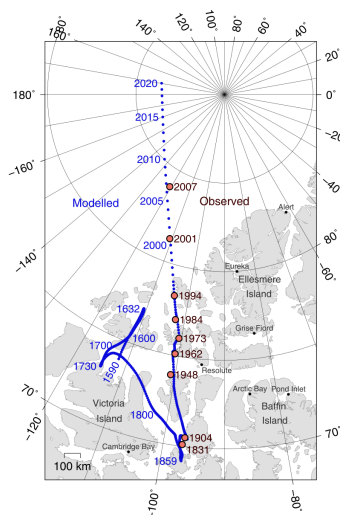 180° 160° 140° 120° 100° 80° 60° 40°
20°
180°
0°
−20°
−160°
−40°
−140°
60°
80°
70°
−120°
70°
−100°
−80°
2020
2015
2010
2007
2005
Modelled
Observed
2001
2000
Alert
Eureka
Ellesmere
Island
1994
1632
1984
Grise Fiord
1600
1973
1700
1962
1730
1590
Resolute
1948
Victoria
Island
Arctic Bay
Pond Inlet
Baffin
Island
1800
1904
Cambridge Bay
1831
1859
100 km